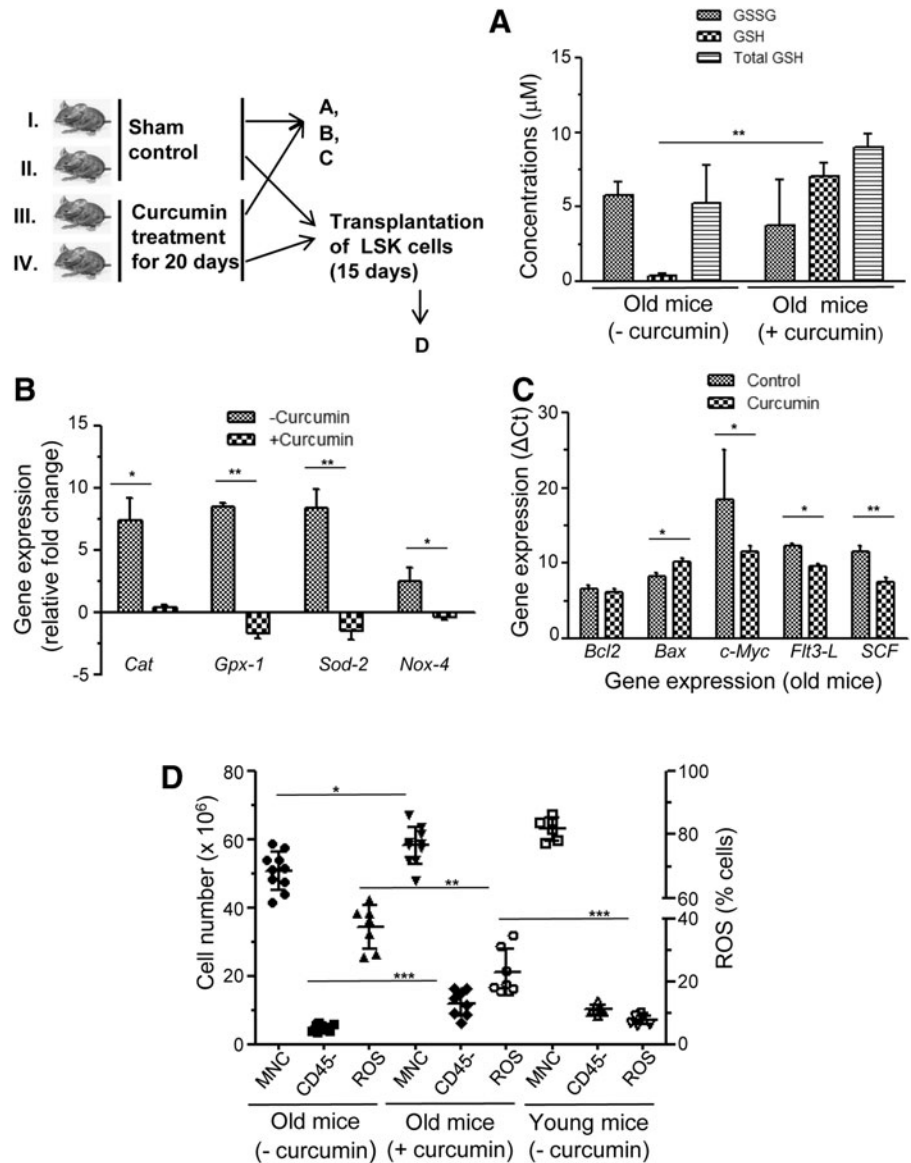 A
GSSG
GSH
Total GSH
I.
II.
III.
IV.
Sham
control
Curcumin
treatment
for 20 days
A,
B,
C
Transplantation
of LSK cells
(15 days)
D
Concentrations (μM)
15
10
5
0
**
Old mice
(- curcumin)
Old mice
(+ curcumin)
B
-Curcumin
+Curcumin
Gene expression
(relative fold change)
15
10
5
0
-5
*
**
**
*
Cat Gpx-1 Sod-2 Nox-4
C
Control
Curcumin
Gene expression (ΔCt)
30
20
10
0
*
*
*
**
Bcl2 Bax c-Myc Flt3-L SCF
Gene expression (old mice)
D
Cell number (x 10⁶)
80
60
40
20
0
*
**
***
***
100
80
60
40
20
0
ROS (% cells)
MNC CD45- ROS MNC CD45- ROS MNC CD45- ROS
Old mice
(- curcumin)
Old mice
(+ curcumin)
Young mice
(- curcumin)